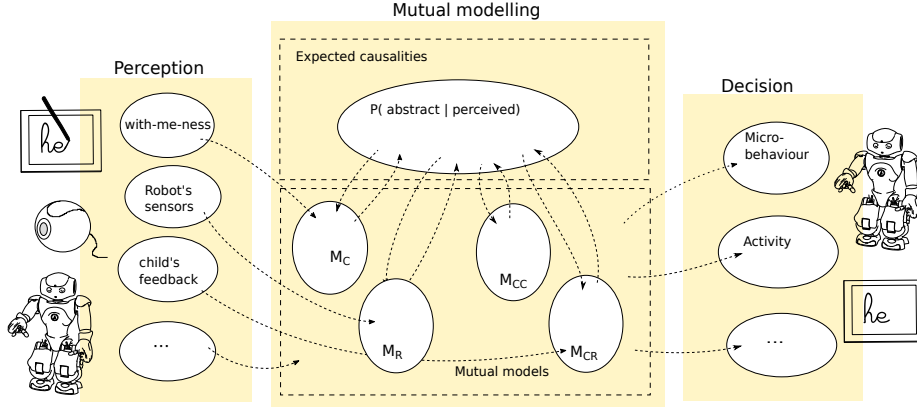 Mutual modelling
Perception
Decision
Expected causalities
P( abstract | perceived)
with-me-ness
Robot's
sensors
child's
feedback
...
he
M_C
M_R
M_CC
M_CR
Mutual models
Micro-
behaviour
Activity
...
he